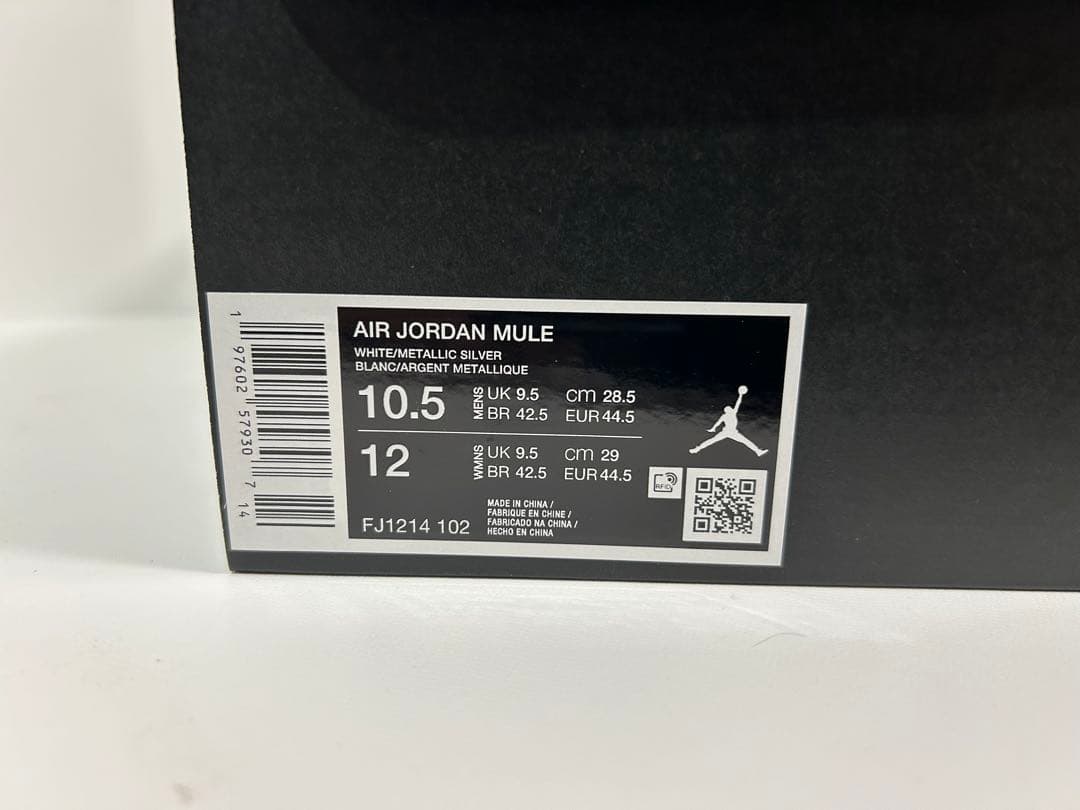 AIR JORDAN MULE
WHITE/METALLIC SILVER
BLANC/ARGENT METALLIQUE
10.5 MENS UK 9.5 cm 28.5
BR 42.5 EUR 44.5
12 WMNS UK 9.5 cm 29
BR 42.5 EUR 44.5
RFID
FJ1214 102
MADE IN CHINA /
FABRIQUE EN CHINE /
FABRICADO NA CHINA /
HECHO EN CHINA
1 97602 57930 7 14